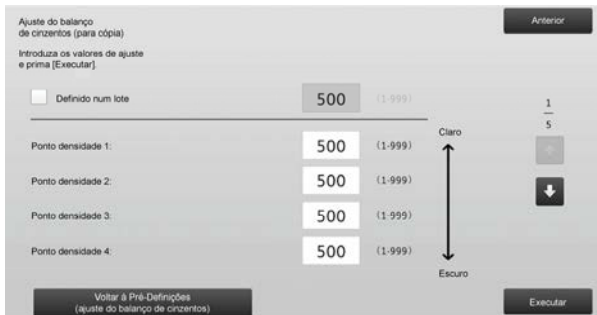 Ajuste do balanço
de cinzentos (para cópia)
Anterior
Introduza os valores de ajuste
e prima [Executar].
Definido num lote
500
(1-999)
1
5
Claro
Ponto densidade 1:
500
(1-999)
Ponto densidade 2:
500
(1-999)
Ponto densidade 3:
500
(1-999)
Ponto densidade 4:
500
(1-999)
Escuro
Voltar à Pré-Definições
(ajuste do balanço de cinzentos)
Executar